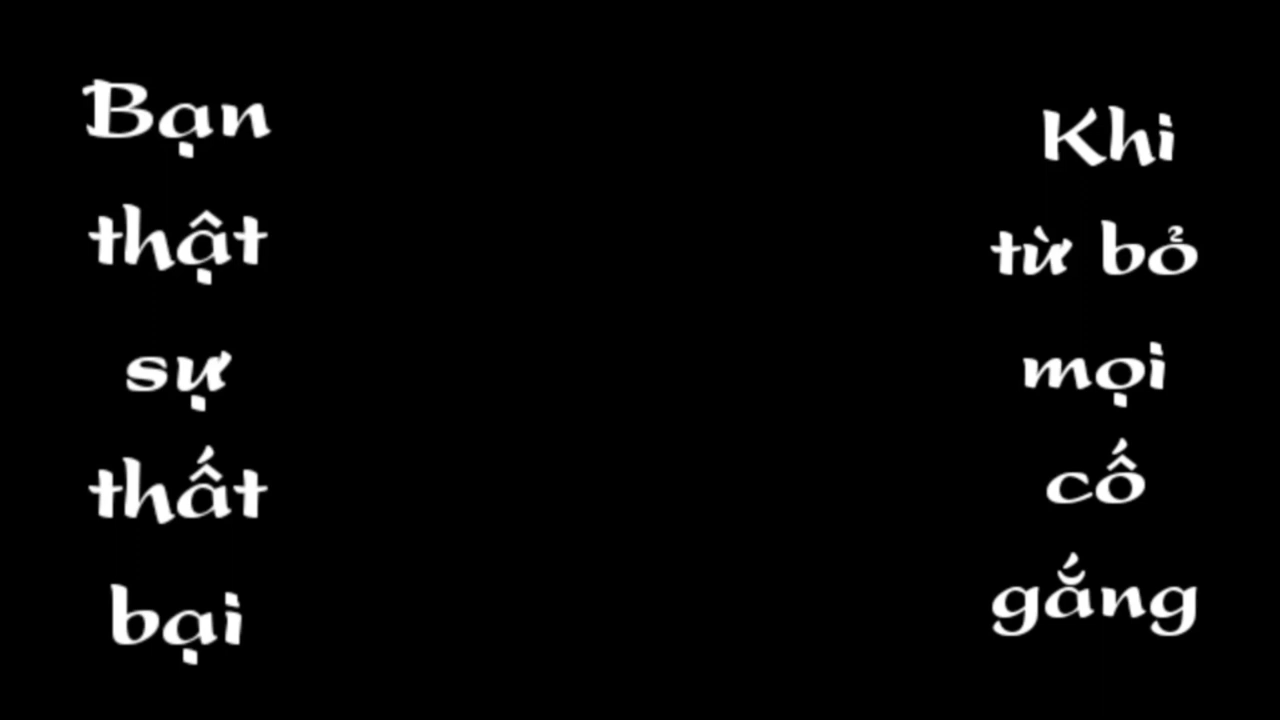 Bạn
thật
sự
thất
bại
Khi
từ bỏ
mọi
cố
gắng